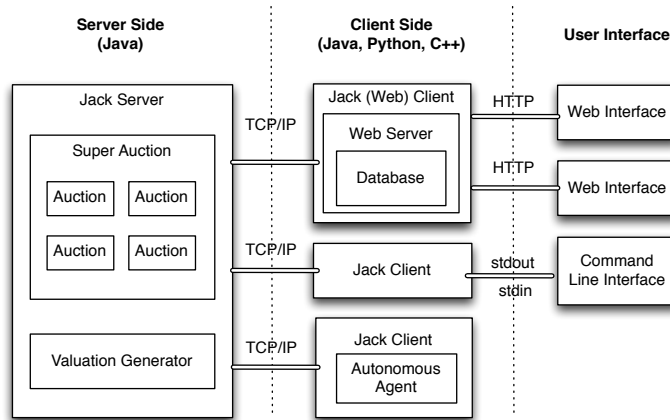 Server Side
(Java)
Client Side
(Java, Python, C++)
User Interface
Jack Server
Super Auction
Auction
Auction
Auction
Auction
Valuation Generator
TCP/IP
TCP/IP
TCP/IP
Jack (Web) Client
Web Server
Database
Jack Client
Jack Client
Autonomous
Agent
HTTP
HTTP
stdout
stdin
Web Interface
Web Interface
Command
Line Interface